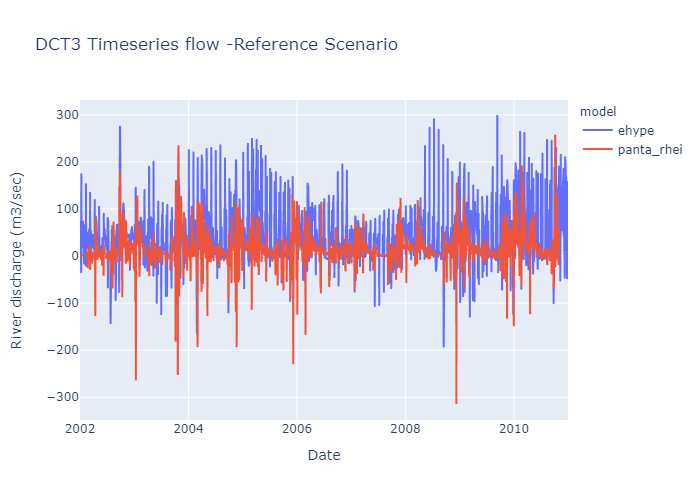 DCT3 Timeseries flow -Reference Scenario
model
ehype
panta_rhei
River discharge (m3/sec)
300
200
100
0
−100
−200
−300
2002
2004
2006
2008
2010
Date